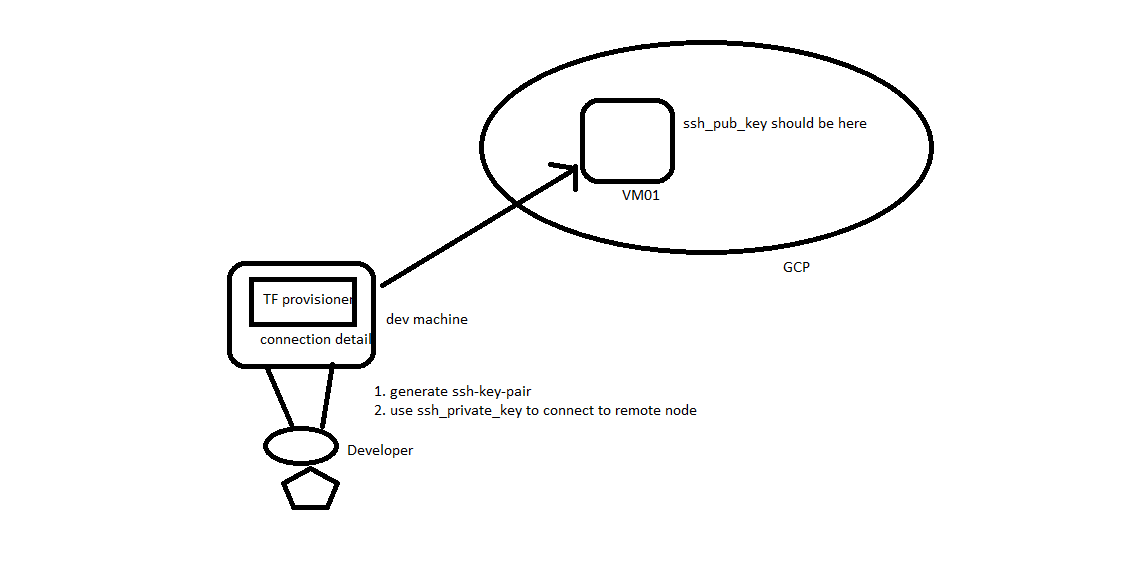 ssh_pub_key should be here
VM01
GCP
TF provisioner
connection detail
dev machine
1. generate ssh-key-pair
2. use ssh_private_key to connect to remote node
Developer